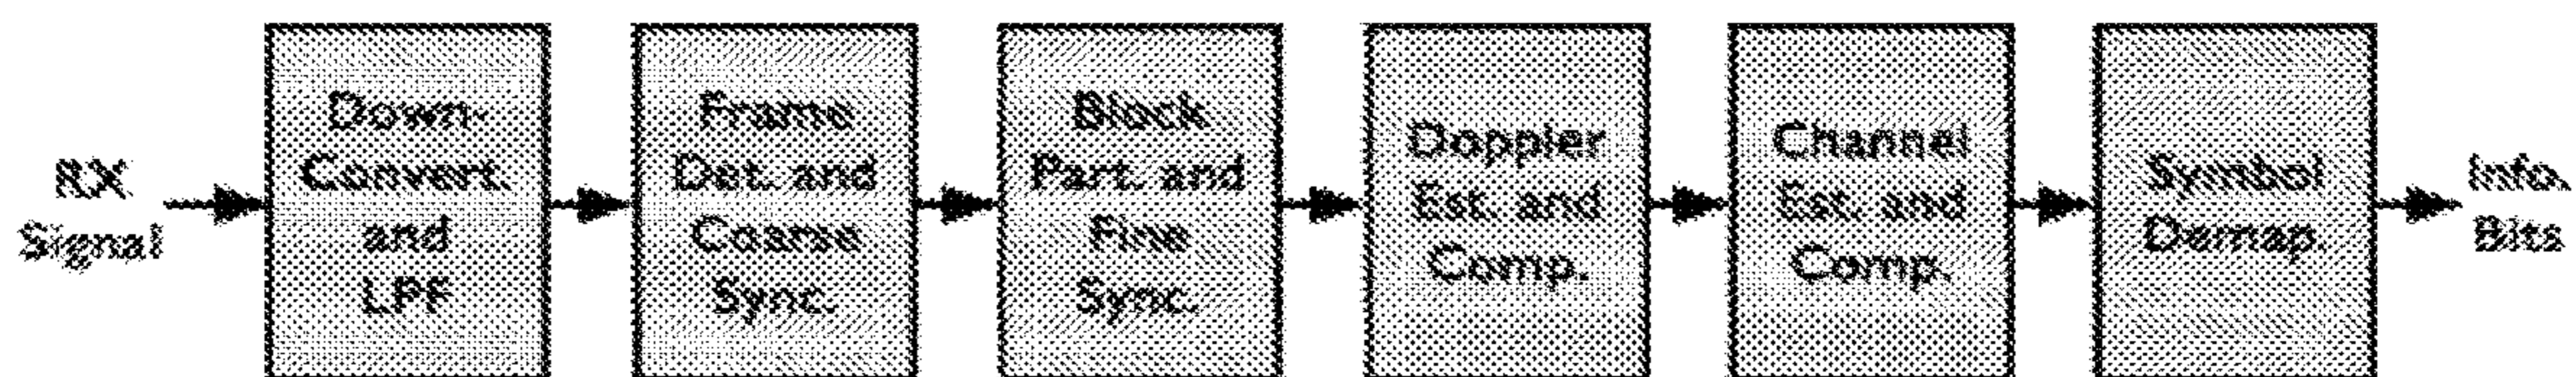 RX
Signal
Down-
Convert.
and
LPF
Frame
Det. and
Coarse
Sync.
Block
Part. and
Fine
Sync.
Doppler
Est. and
Comp.
Channel
Est. and
Comp.
Symbol
Demap.
Info.
Bits